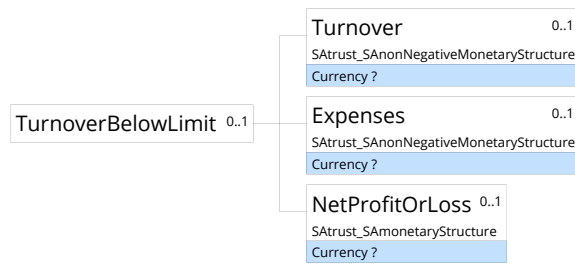 Turnover 0..1
SAtrust_SAnonNegativeMonetaryStructure
Currency ?
TurnoverBelowLimit 0..1
Expenses 0..1
SAtrust_SAnonNegativeMonetaryStructure
Currency ?
NetProfitOrLoss 0..1
SAtrust_SAmonetaryStructure
Currency ?